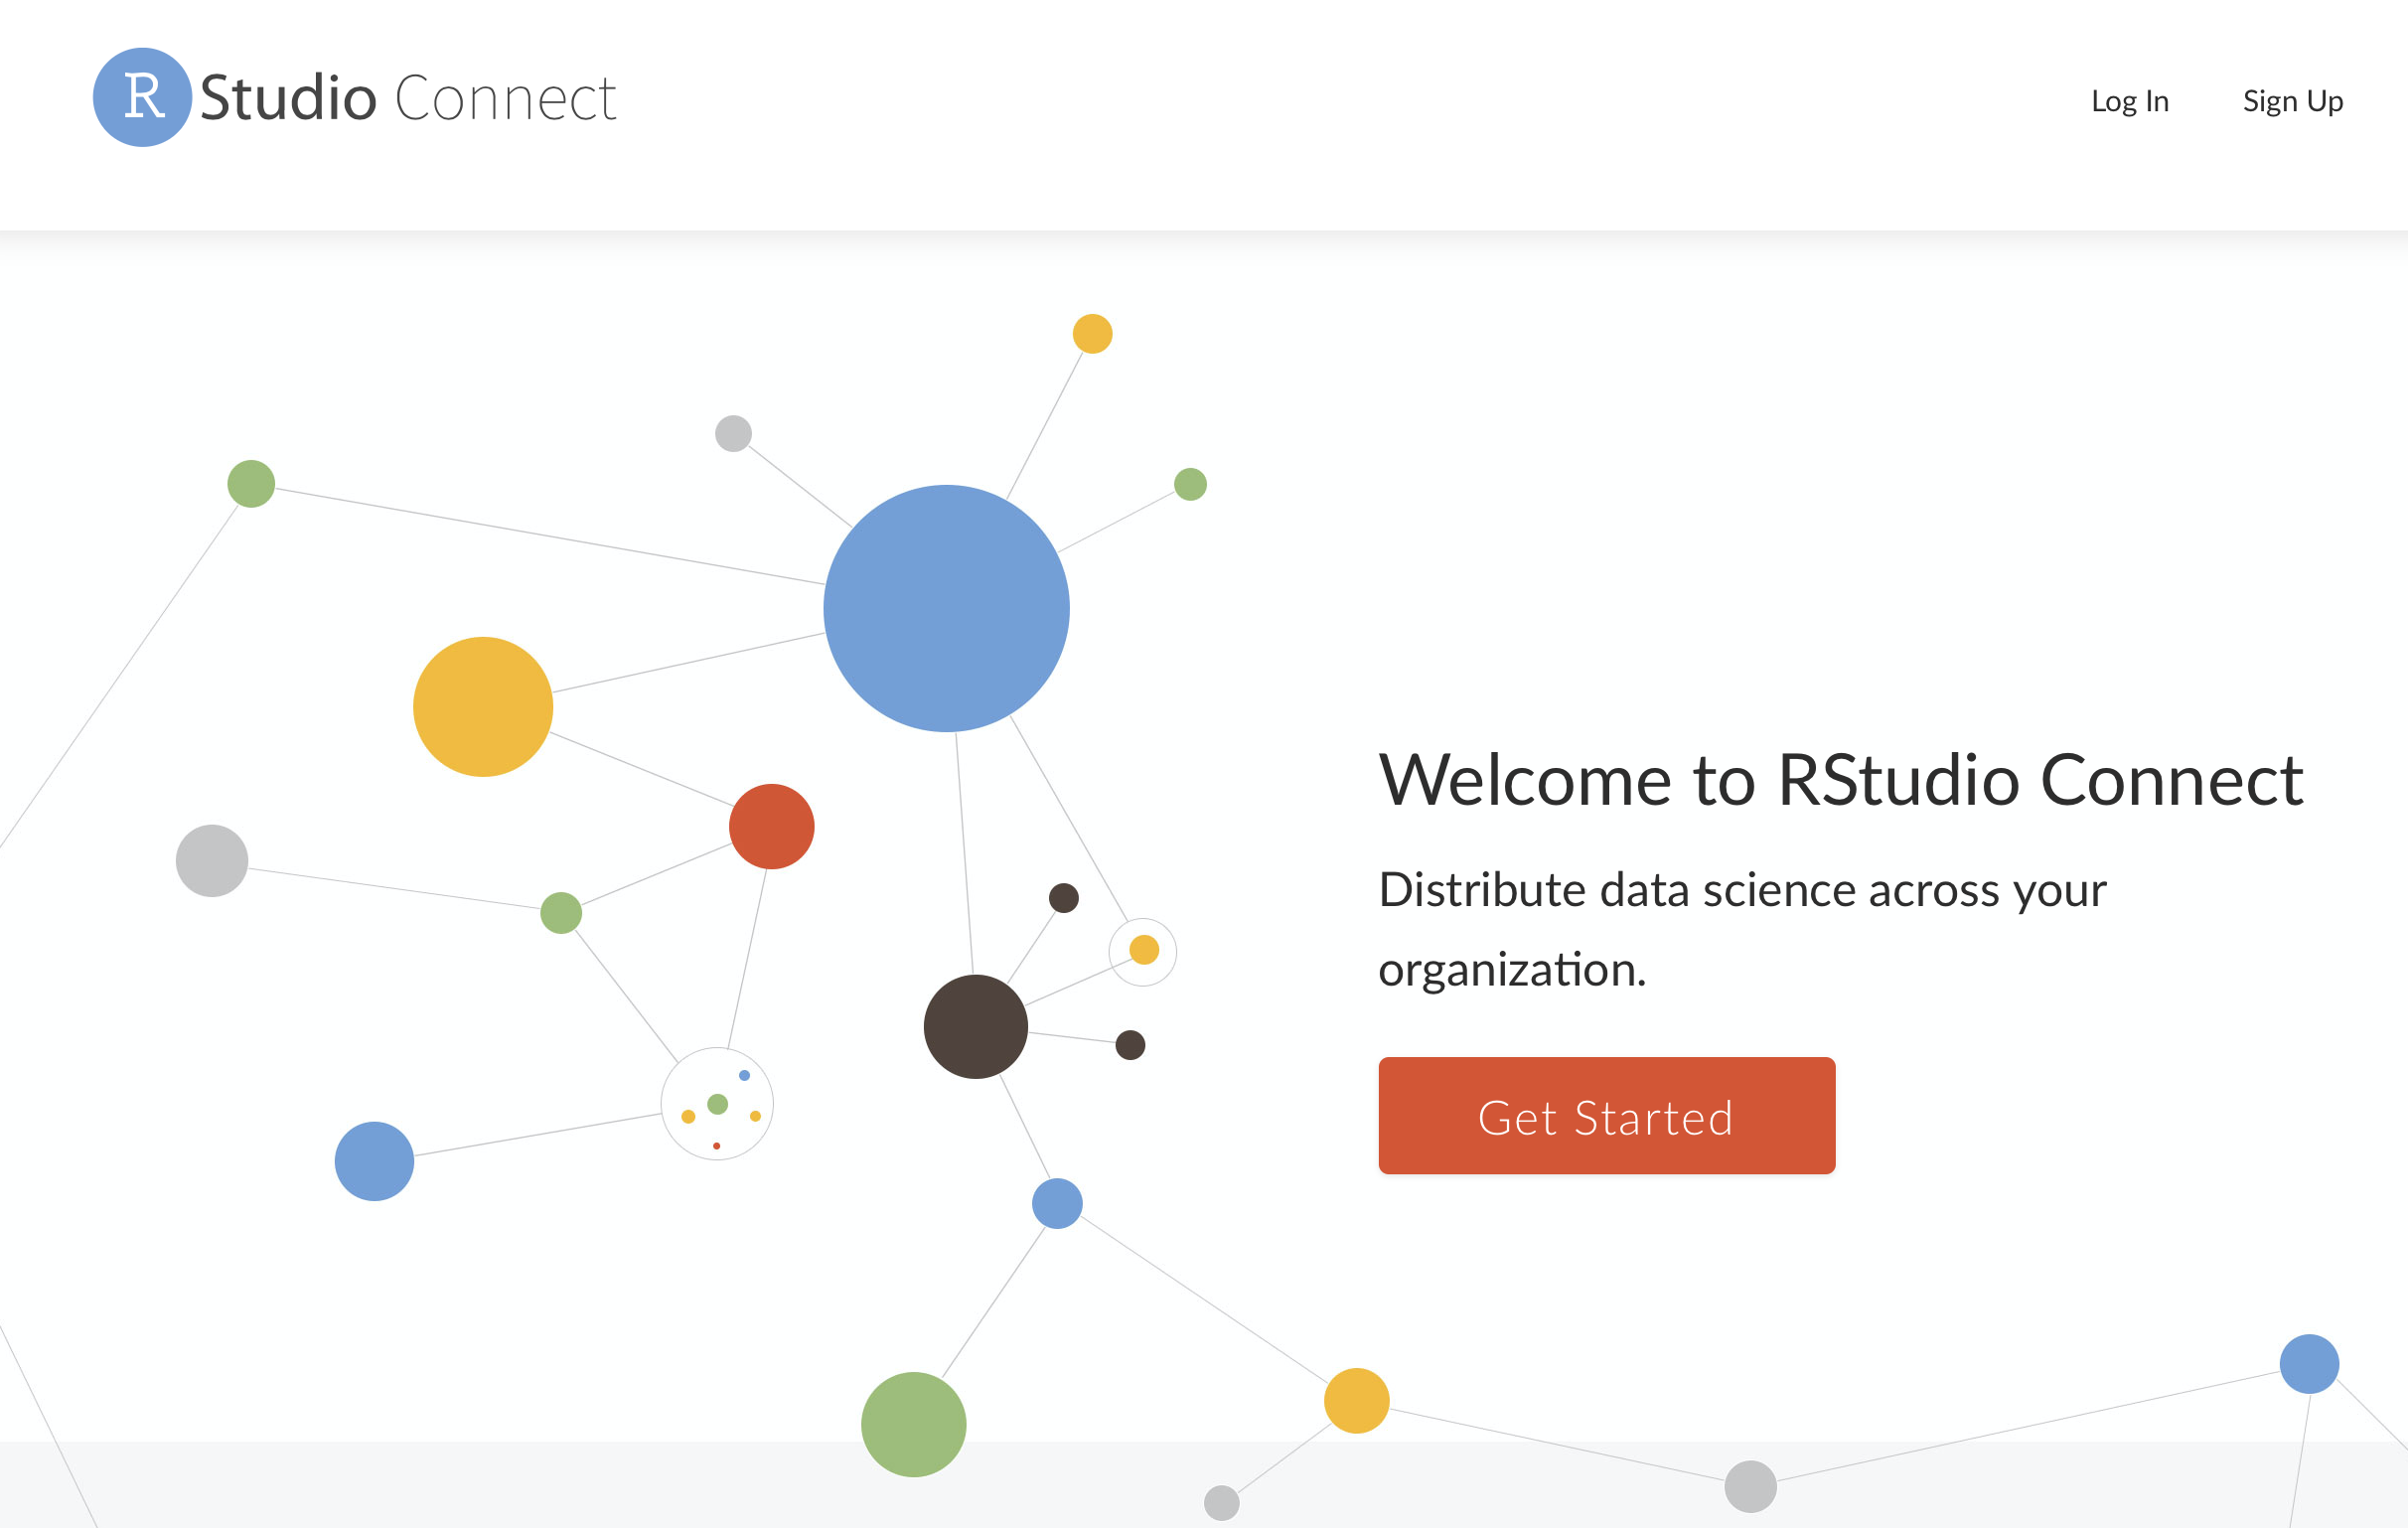 R Studio Connect
Log In
Sign Up
Welcome to RStudio Connect
Distribute data science across your
organization.
Get Started